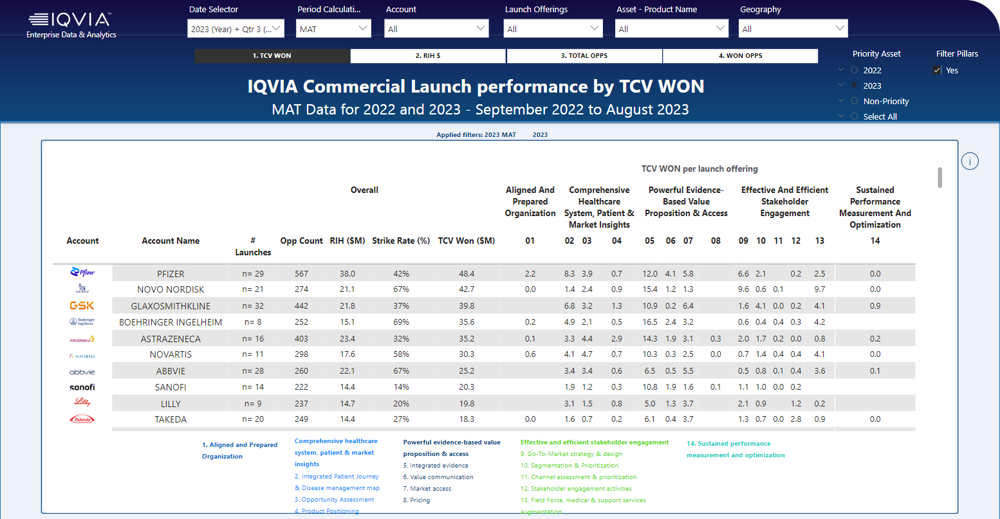 IQVIA™
Enterprise Data & Analytics
Date Selector
2023 (Year) + Qtr 3 (...
Period Calculati...
MAT
Account
All
Launch Offerings
All
Asset - Product Name
All
Geography
All
1. TCV WON
2. RIH $
3. TOTAL OPPS
4. WON OPPS
Priority Asset
2022
2023
Non-Priority
Select All
Filter Pillars
Yes
IQVIA Commercial Launch performance by TCV WON
MAT Data for 2022 and 2023 - September 2022 to August 2023
Applied filters: 2023 MAT 2023
i
TCV WON per launch offering
Overall
Aligned And
Prepared
Organization
Comprehensive
Healthcare
System, Patient &
Market Insights
Powerful Evidence-
Based Value
Proposition & Access
Effective And Efficient
Stakeholder
Engagement
Sustained
Performance
Measurement And
Optimization
Account Account Name # Launches Opp Count RIH ($M) Strike Rate (%) TCV Won ($M) 01 02 03 04 05 06 07 08 09 10 11 12 13 14
Pfizer PFIZER n= 29 567 38.0 42% 48.4 2.2 8.3 3.9 0.7 12.0 4.1 5.8 6.6 2.1 0.2 2.5 0.0
NOVO NORDISK n= 21 274 21.1 67% 42.7 0.0 1.4 2.4 0.9 15.4 1.2 1.3 9.6 0.6 0.1 9.7 0.0
GSK GLAXOSMITHKLINE n= 32 442 21.8 37% 39.8 6.8 3.2 1.3 10.9 0.2 6.4 1.6 4.1 0.0 0.2 4.1 0.9
Boehringer Ingelheim BOEHRINGER INGELHEIM n= 8 252 15.1 69% 35.6 0.2 4.9 2.1 0.5 16.5 2.4 3.2 0.6 0.4 0.4 0.3 4.2
AstraZeneca ASTRAZENECA n= 16 403 23.4 32% 35.2 0.1 3.3 4.4 2.9 14.3 1.9 3.1 0.3 2.0 1.7 0.2 0.0 0.8 0.2
NOVARTIS NOVARTIS n= 11 298 17.6 58% 30.3 0.6 4.1 4.7 0.7 10.3 0.3 2.5 0.0 0.7 1.4 0.4 0.4 4.1 0.0
abbvie ABBVIE n= 28 260 22.1 67% 25.2 3.4 3.4 0.6 6.5 0.5 5.5 0.5 0.8 0.1 0.4 3.6 0.1
sanofi SANOFI n= 14 222 14.4 14% 20.3 1.9 1.2 0.3 10.8 1.9 1.6 0.1 1.1 1.0 0.0 0.2
Lilly LILLY n= 9 237 14.7 20% 19.8 3.1 1.5 0.8 5.0 1.3 3.7 2.1 0.9 1.2 0.2
Takeda TAKEDA n= 20 249 14.4 27% 18.3 0.0 1.6 0.7 0.2 6.1 0.4 3.7 1.3 0.7 0.0 2.8 0.9 0.0
1. Aligned and Prepared
Organization
Comprehensive healthcare
system, patient & market
insights
2. Integrated Patient Journey
& Disease management map
3. Opportunity Assessment
4. Product Positioning
Powerful evidence-based value
proposition & access
5. Integrated evidence
6. Value communication
7. Market access
8. Pricing
Effective and efficient stakeholder engagement
9. Go-To-Market strategy & design
10. Segmentation & Prioritization
11. Channel assessment & prioritization
12. Stakeholder engagement activities
13. Field Force, medical & support services
augmentation
14. Sustained performance
measurement and optimization